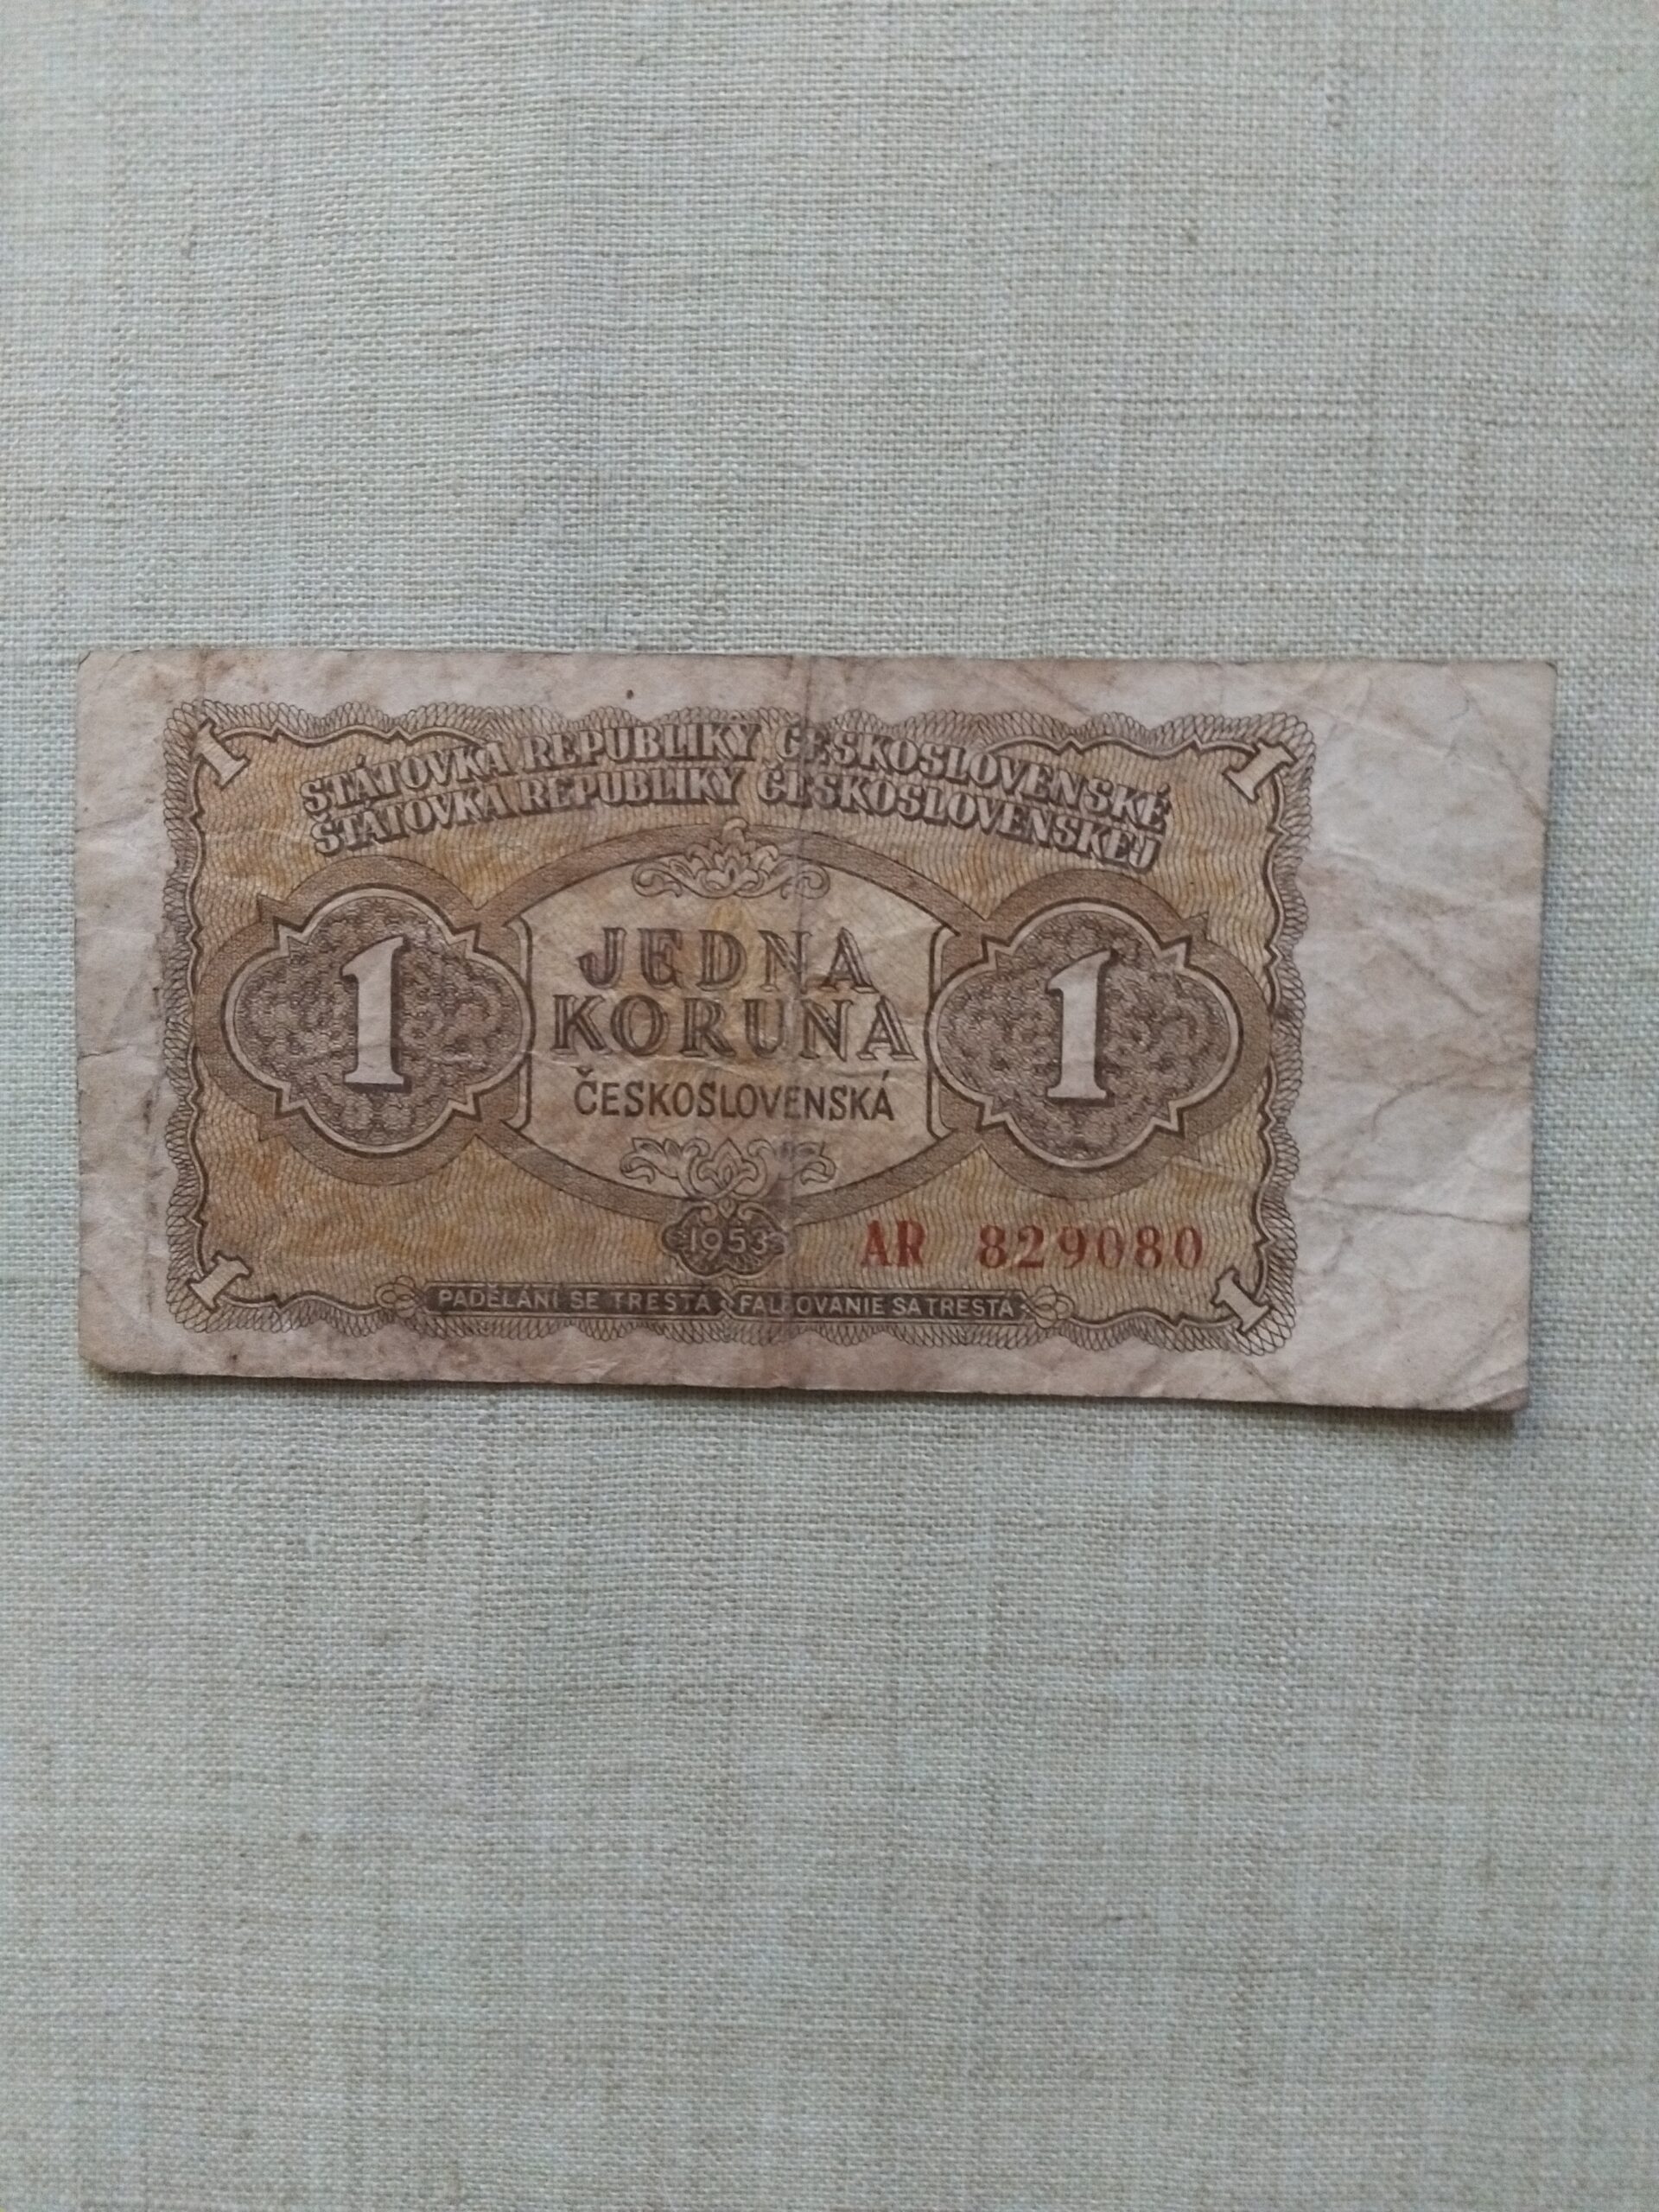 1 1
STÁTOVKA REPUBLIKY ČESKOSLOVENSKÉ
ŠTÁTOVKA REPUBLIKY ČESKOSLOVENSKEJ
1 1
JEDNA
KORUNA
ČESKOSLOVENSKÁ
1953
AR 829080
1 1
PADĚLÁNÍ SE TRESTÁ FALŠOVANIE SA TRESTÁ